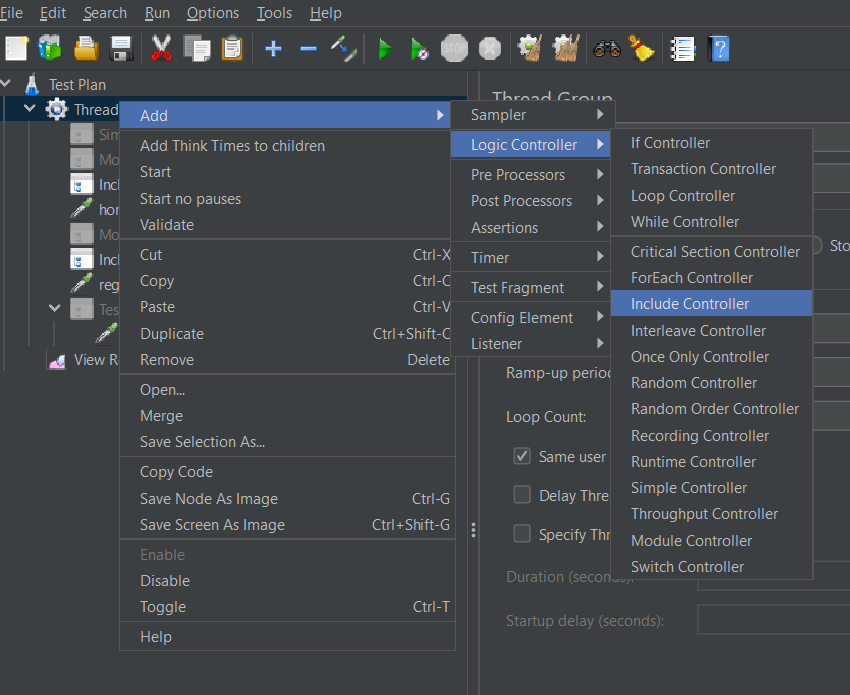 File Edit Search Run Options Tools Help
STOP
?
Test Plan
Thread
Sim
Mo
Incl
hor
Mo
Incl
reg
Tes
View R
Add
Add Think Times to children
Start
Start no pauses
Validate
Cut Ctrl-X
Copy Ctrl-C
Paste Ctrl-V
Duplicate Ctrl+Shift-C
Remove Delete
Open...
Merge
Save Selection As...
Copy Code
Save Node As Image Ctrl-G
Save Screen As Image Ctrl+Shift-G
Enable
Disable
Toggle Ctrl-T
Help
Sampler
Logic Controller
Pre Processors
Post Processors
Assertions
Timer
Test Fragment
Config Element
Listener
If Controller
Transaction Controller
Loop Controller
While Controller
Critical Section Controller
ForEach Controller
Include Controller
Interleave Controller
Once Only Controller
Random Controller
Random Order Controller
Recording Controller
Runtime Controller
Simple Controller
Throughput Controller
Module Controller
Switch Controller
Thread Group
Sto
Ramp-up period
Loop Count:
Same user
Delay Thre
Specify Thr
Duration (seconds):
Startup delay (seconds):